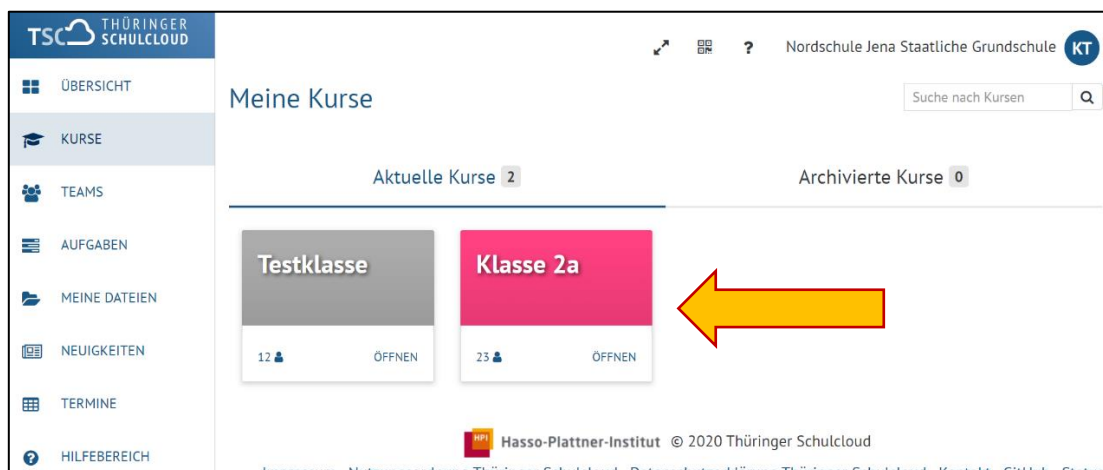 TSC THÜRINGER SCHULCLOUD
? Nordschule Jena Staatliche Grundschule KT
ÜBERSICHT
KURSE
TEAMS
AUFGABEN
MEINE DATEIEN
NEUIGKEITEN
TERMINE
HILFEBEREICH
Meine Kurse
Suche nach Kursen
Aktuelle Kurse 2
Archivierte Kurse 0
Testklasse
12 ÖFFNEN
Klasse 2a
23 ÖFFNEN
HPI Hasso-Plattner-Institut © 2020 Thüringer Schulcloud